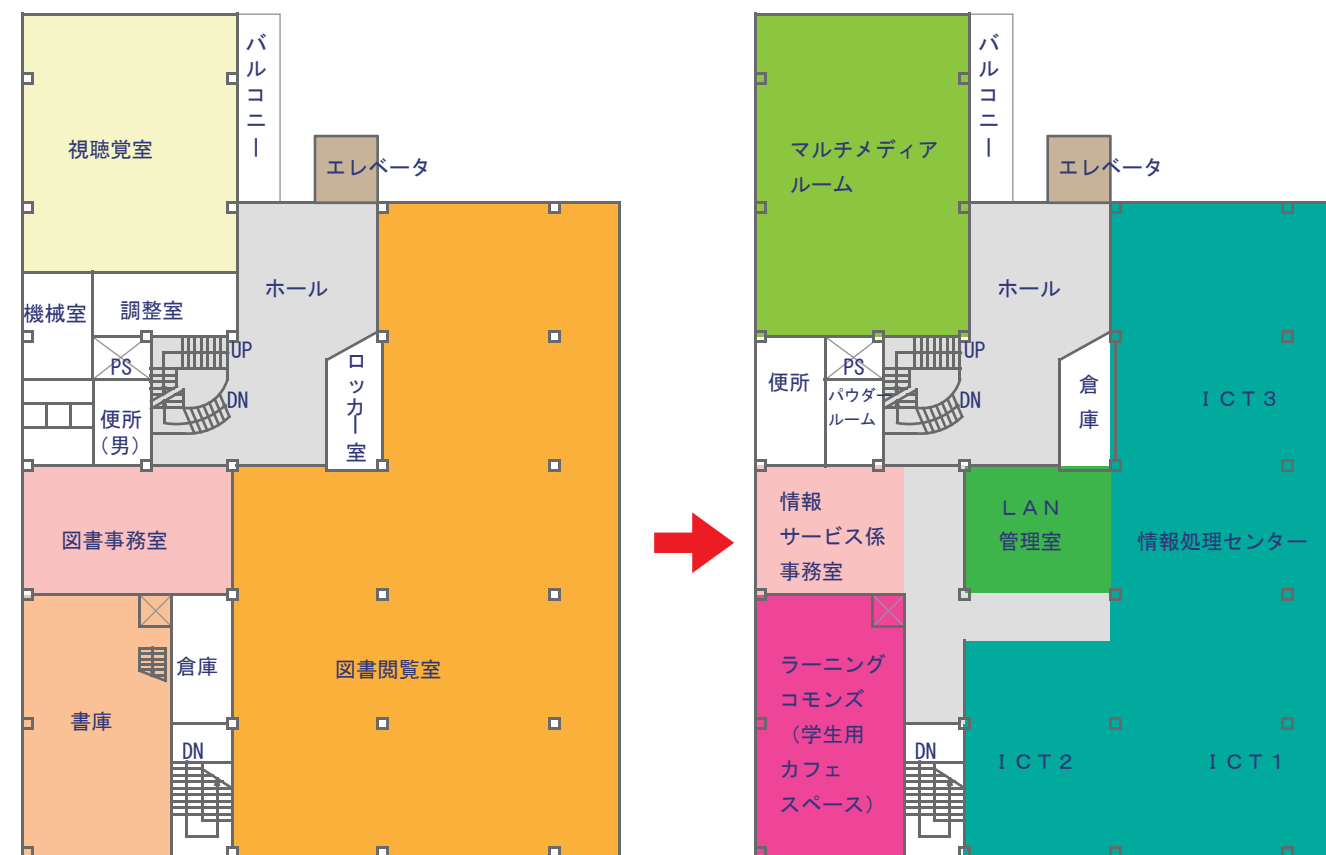 バルコニー
視聴覚室
エレベータ
ホール
機械室
調整室
UP
PS
ロッカー室
DN
便所
（男）
図書事務室
倉庫
図書閲覧室
書庫
DN
バルコニー
マルチメディア
ルーム
エレベータ
ホール
UP
PS
便所
パウダー
ルーム
DN
倉
庫
ＩＣＴ３
情報
サービス係
事務室
ＬＡＮ
管理室
情報処理センター
ラーニング
コモンズ
（学生用
カフェ
スペース）
DN
ＩＣＴ２
ＩＣＴ１